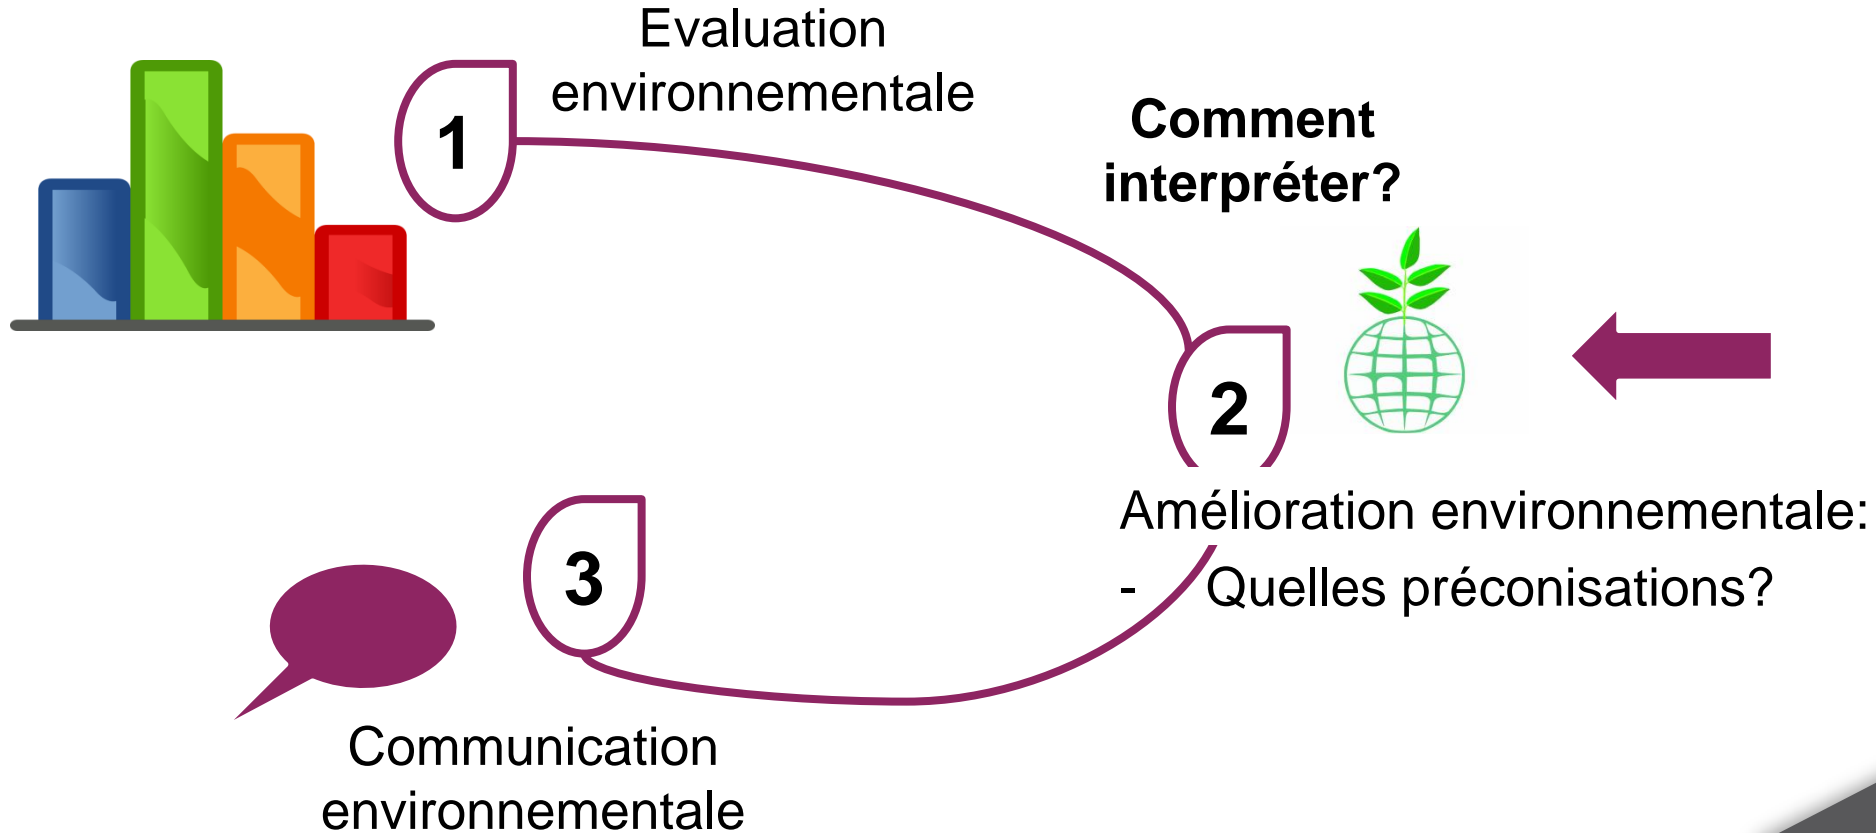 Evaluation
environnementale
1
Comment
interpréter?
2
Amélioration environnementale:
- Quelles préconisations?
3
Communication
environnementale